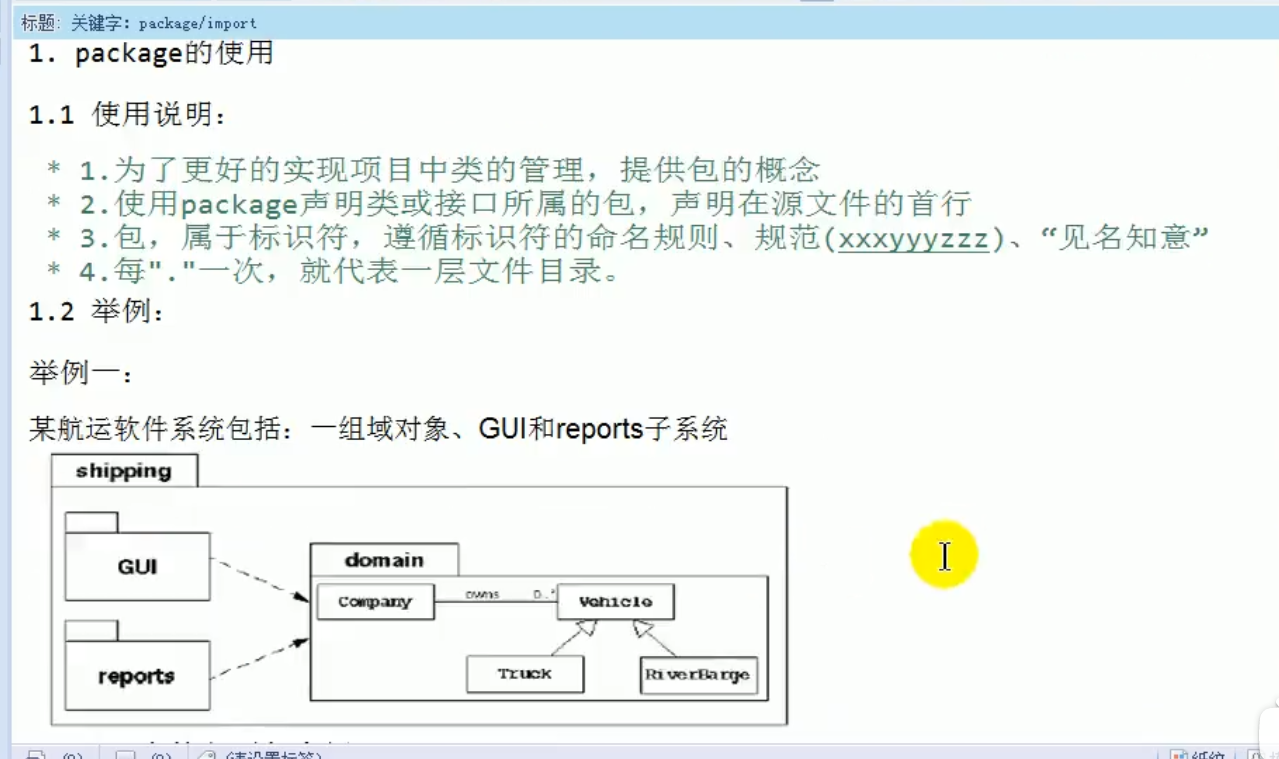 标题: 关键字: package/import
1. package的使用
1.1 使用说明：
* 1.为了更好的实现项目中类的管理，提供包的概念
* 2.使用package声明类或接口所属的包，声明在源文件的首行
* 3.包，属于标识符，遵循标识符的命名规则、规范(xxxyyyzzz)、“见名知意”
* 4.每"."一次，就代表一层文件目录。
1.2 举例：
举例一：
某航运软件系统包括：一组域对象、GUI和reports子系统
shipping
GUI
domain
Company owns 0..* Vehicle
reports
Truck RiverBarge
(0) (0) (请设置标签)